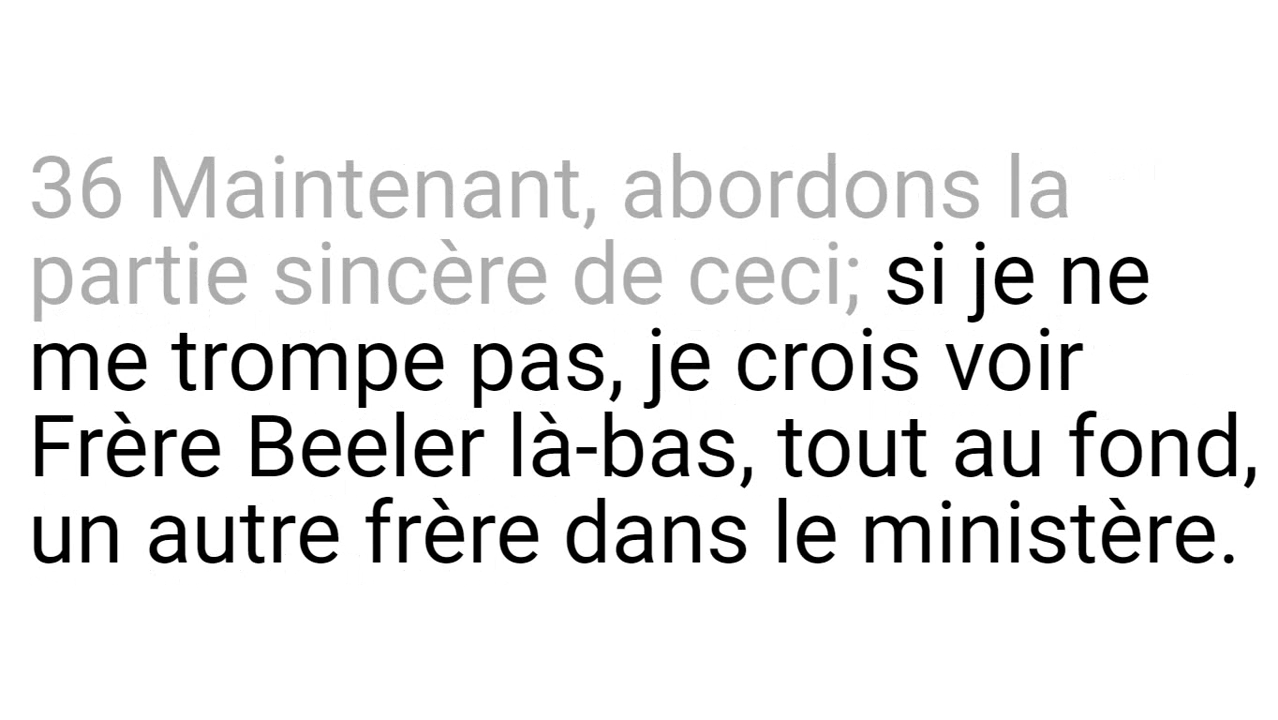 36 Maintenant, abordons la
partie sincère de ceci; si je ne
me trompe pas, je crois voir
Frère Beeler là-bas, tout au fond,
un autre frère dans le ministère.